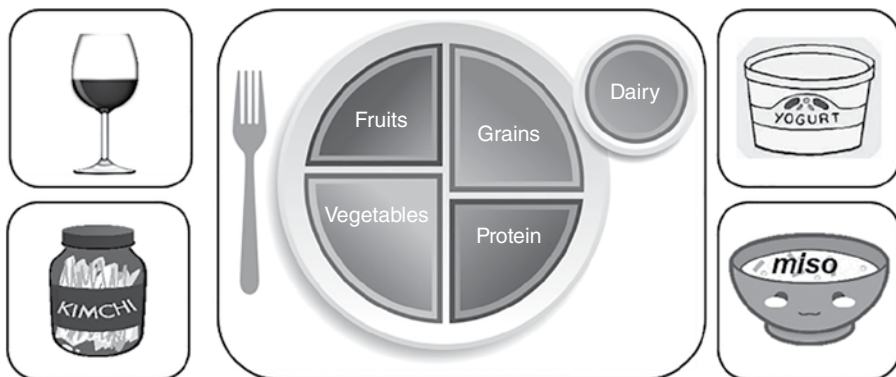 Fruits
Grains
Dairy
Vegetables
Protein
YOGURT
KIMCHI
miso